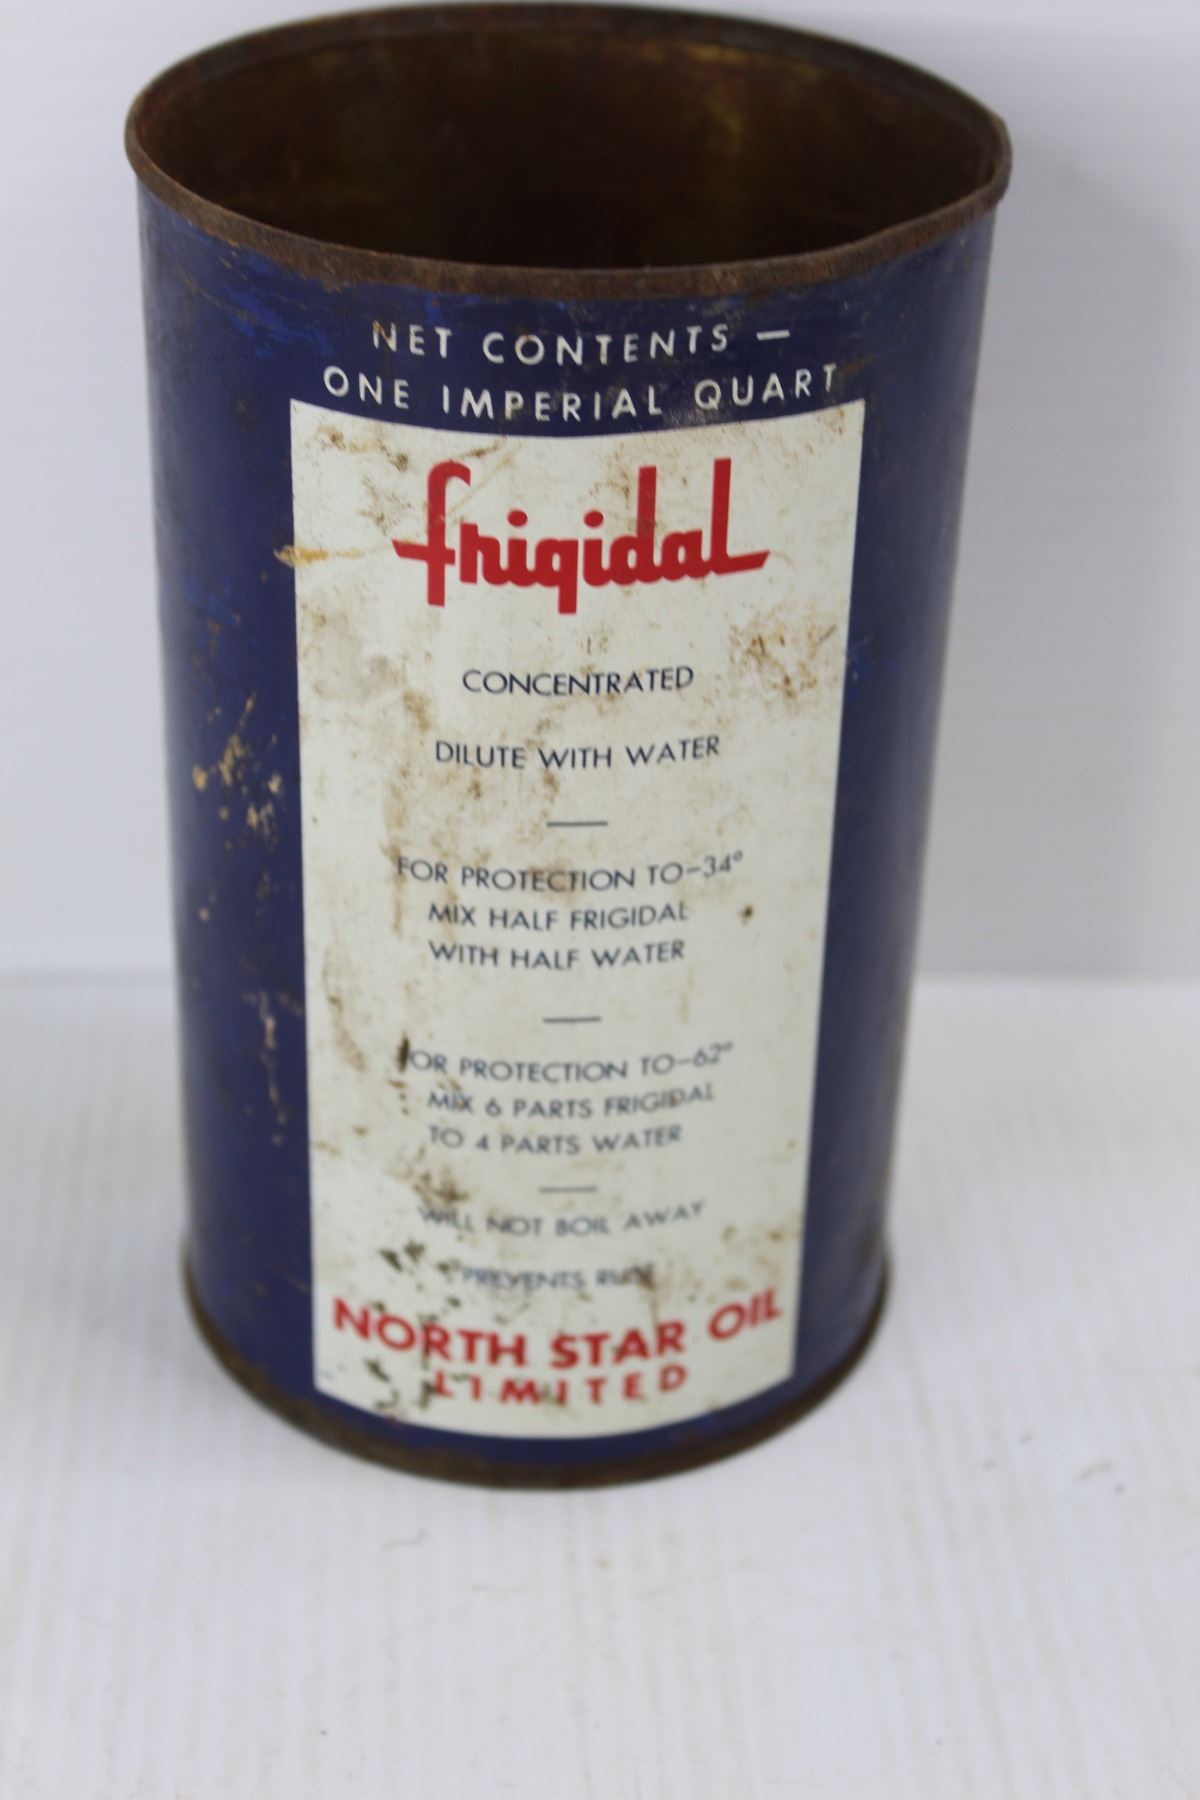 NET CONTENTS —
ONE IMPERIAL QUART
frigidal
CONCENTRATED
DILUTE WITH WATER
FOR PROTECTION TO -34°
MIX HALF FRIGIDAL
WITH HALF WATER
FOR PROTECTION TO -62°
MIX 6 PARTS FRIGIDAL
TO 4 PARTS WATER
WILL NOT BOIL AWAY
PREVENTS RUST
NORTH STAR OIL
LIMITED